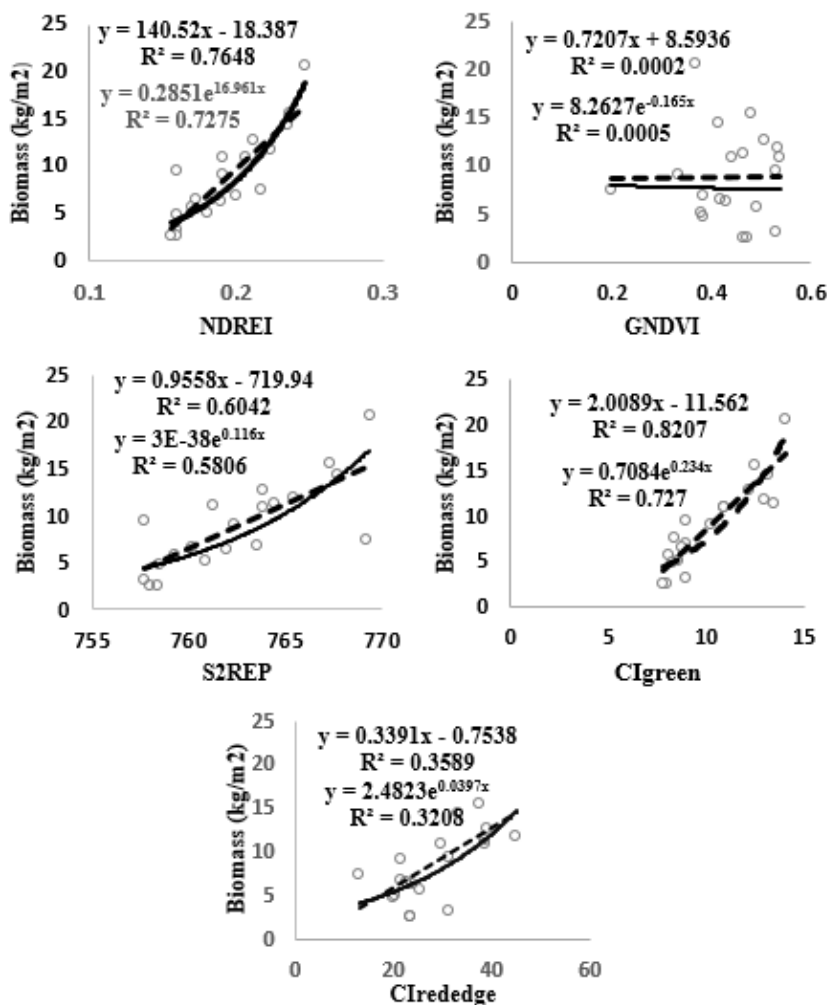 y = 140.52x - 18.387
R² = 0.7648
y = 0.2851e^16.961x
R² = 0.7275
Biomass (kg/m2)
25
20
15
10
5
0
0.1 0.2 0.3
NDREI
y = 0.7207x + 8.5936
R² = 0.0002
y = 8.2627e^-0.165x
R² = 0.0005
Biomass (kg/m2)
25
20
15
10
5
0
0 0.2 0.4 0.6
GNDVI
y = 0.9558x - 719.94
R² = 0.6042
y = 3E-38e^0.116x
R² = 0.5806
Biomass (kg/m2)
25
20
15
10
5
0
755 760 765 770
S2REP
y = 2.0089x - 11.562
R² = 0.8207
y = 0.7084e^0.234x
R² = 0.727
Biomass (kg/m2)
25
20
15
10
5
0
0 5 10 15
CIgreen
y = 0.3391x - 0.7538
R² = 0.3589
y = 2.4823e^0.0397x
R² = 0.3208
Biomass (kg/m2)
25
20
15
10
5
0
0 20 40 60
CIrededge